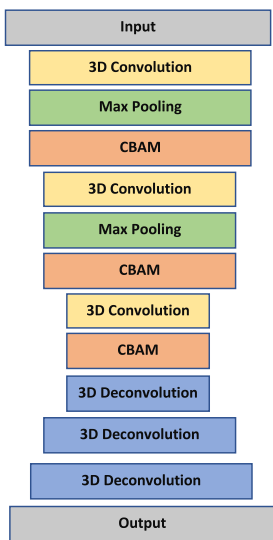 Input
3D Convolution
Max Pooling
CBAM
3D Convolution
Max Pooling
CBAM
3D Convolution
CBAM
3D Deconvolution
3D Deconvolution
3D Deconvolution
Output